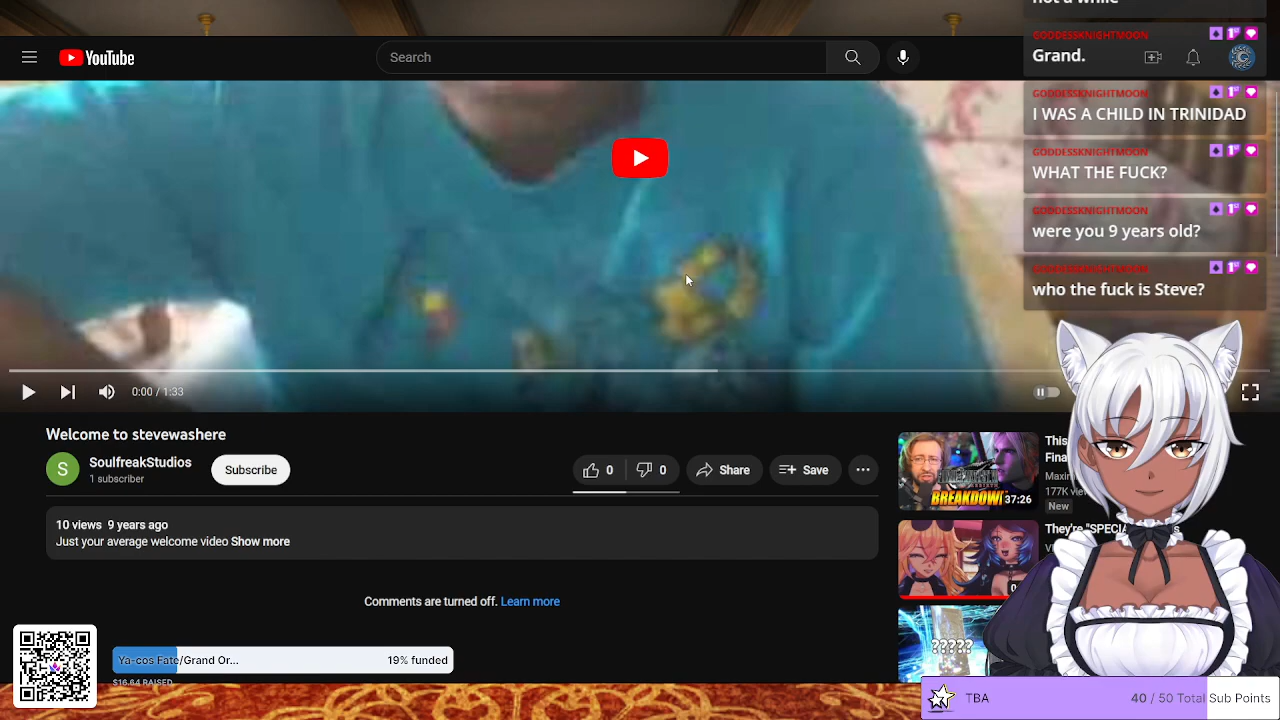 not a while
GODDESSKNIGHTMOON
Grand.
YouTube
Search
GODDESSKNIGHTMOON
I WAS A CHILD IN TRINIDAD
GODDESSKNIGHTMOON
WHAT THE FUCK?
GODDESSKNIGHTMOON
were you 9 years old?
GODDESSKNIGHTMOON
who the fuck is Steve?
0:00 / 1:33
Welcome to stevewashere
S
SoulfreakStudios
1 subscriber
Subscribe
0
0
Share
Save
10 views 9 years ago
Just your average welcome video Show more
Comments are turned off. Learn more
BREAKDOWN
37:26
This
Fina
Maxim
177K vie
New
They're "SPECIA
?????
Ya-cos Fate/Grand Or...
19% funded
$16.64 RAISED
TBA
40 / 50 Total Sub Points